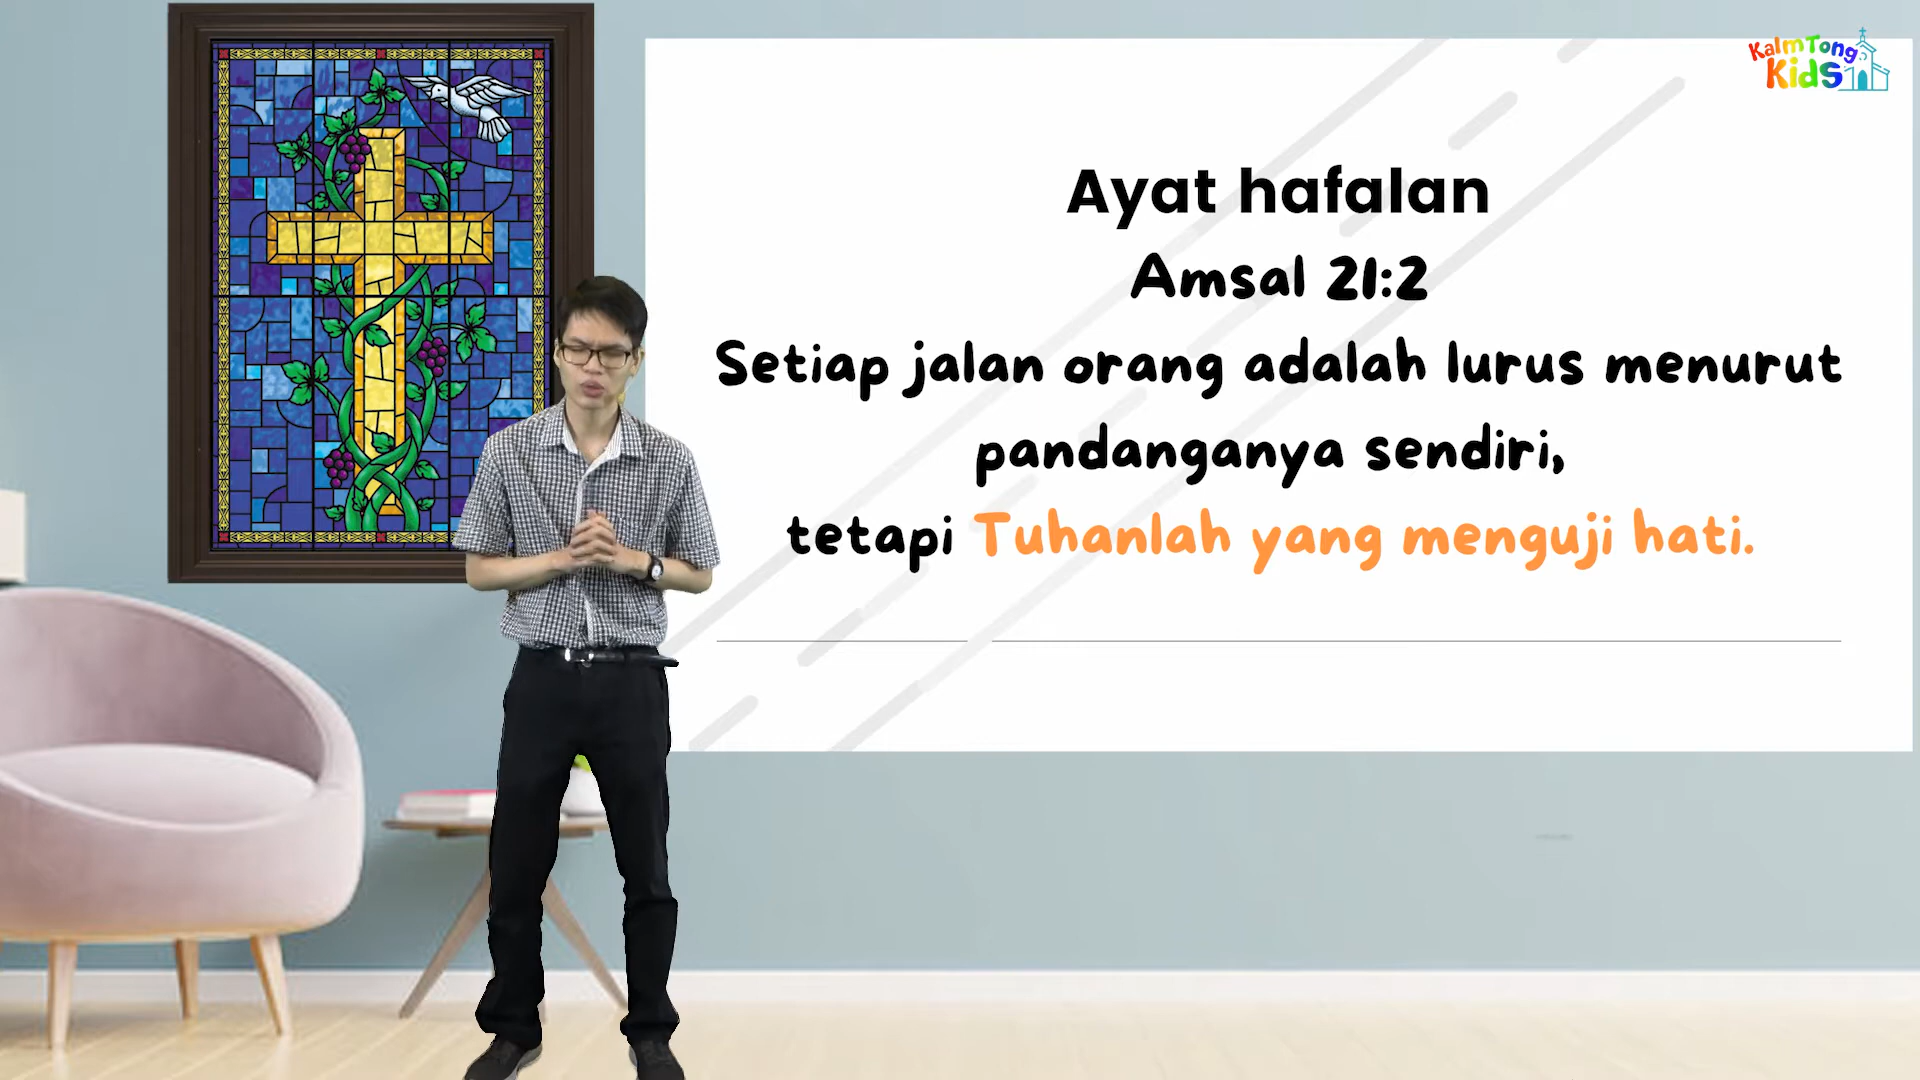 KalmTong
Kids
Ayat hafalan
Amsal 21:2
Setiap jalan orang adalah lurus menurut
pandanganya sendiri,
tetapi Tuhanlah yang menguji hati.